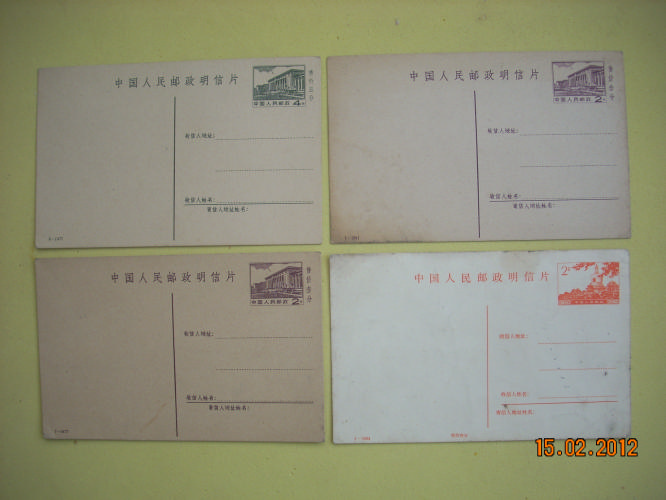 中国人民邮政明信片
中国人民邮政
4分
收信人地址:
收信人姓名:
寄信人地址姓名:
中国人民邮政明信片
中国人民邮政
2分
收信人地址:
收信人姓名:
寄信人地址姓名:
中国人民邮政明信片
中国人民邮政
2分
收信人地址:
收信人姓名:
寄信人地址姓名:
中国人民邮政明信片
2分
收信人地址:
收信人姓名:
寄信人地址姓名:
15.02.2012